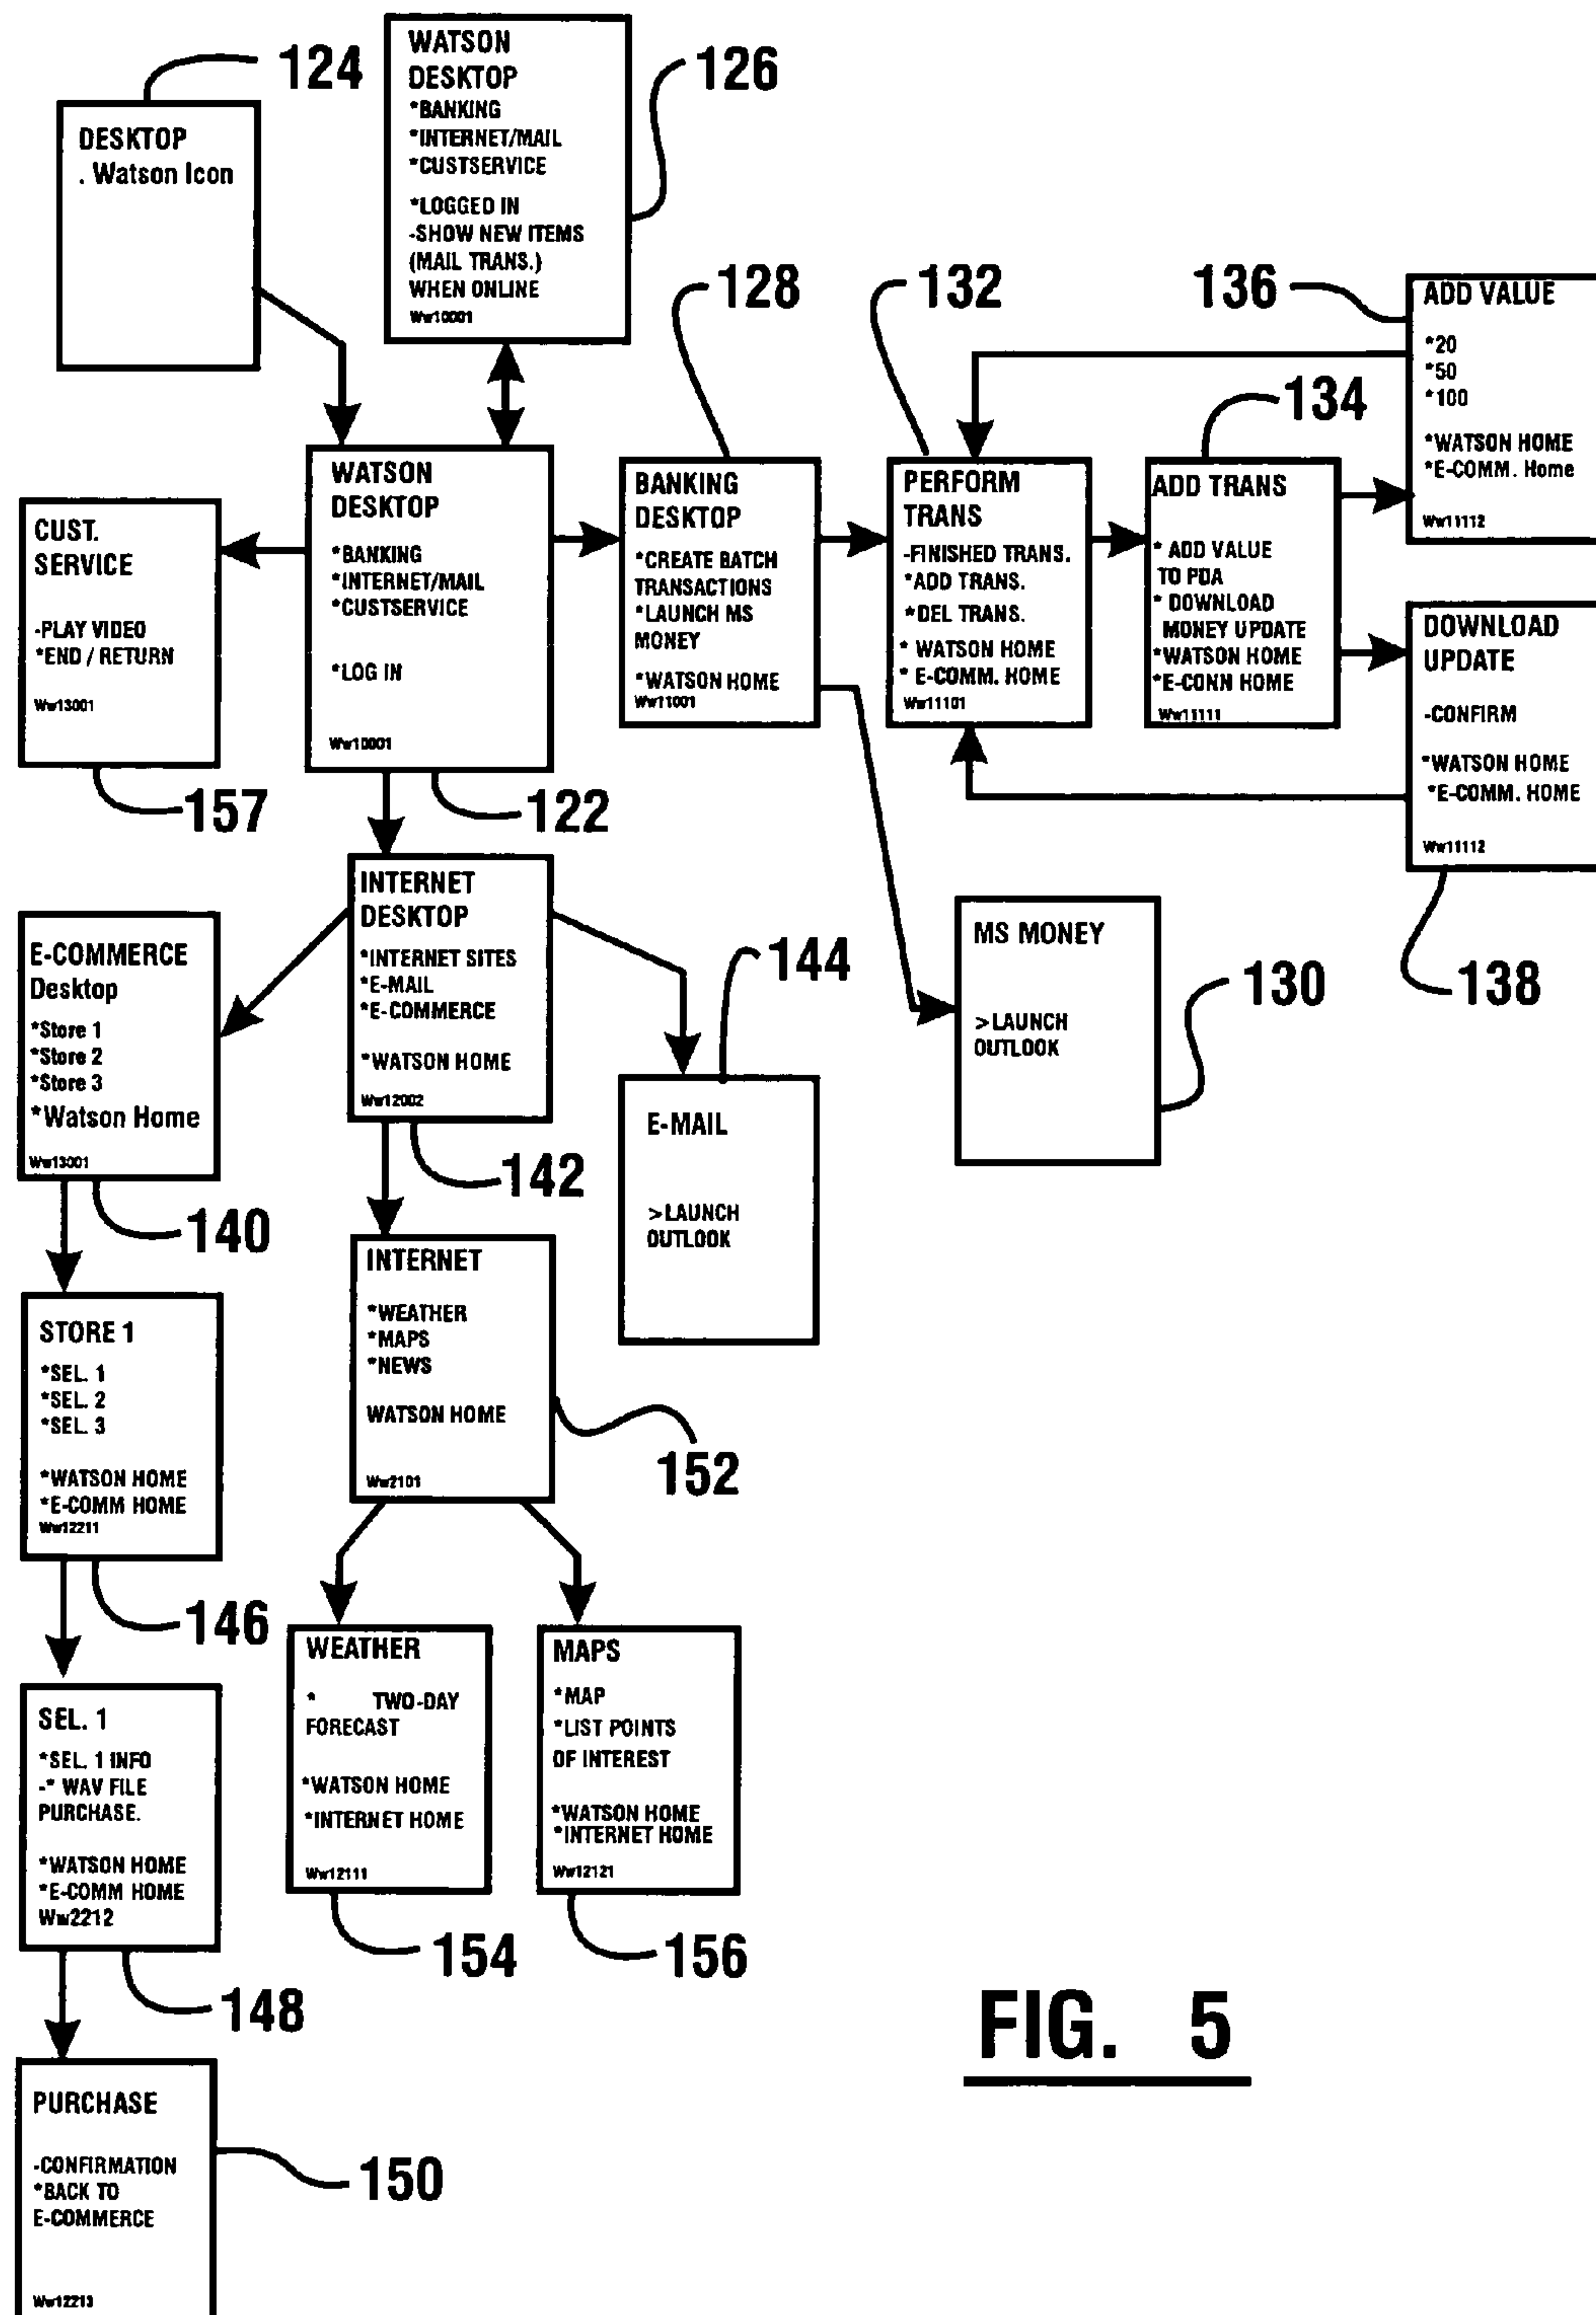 124
DESKTOP
. Watson Icon
WATSON
DESKTOP
*BANKING
*INTERNET/MAIL
*CUSTSERVICE
*LOGGED IN
-SHOW NEW ITEMS
(MAIL TRANS.)
WHEN ONLINE
Ww10001
126
128
132
136
ADD VALUE
*20
*50
*100
*WATSON HOME
*E-COMM. Home
Ww11112
134
CUST.
SERVICE
-PLAY VIDEO
*END / RETURN
Ww13001
157
WATSON
DESKTOP
*BANKING
*INTERNET/MAIL
*CUSTSERVICE
*LOG IN
Ww10001
122
BANKING
DESKTOP
*CREATE BATCH
TRANSACTIONS
*LAUNCH MS
MONEY
*WATSON HOME
Ww11001
PERFORM
TRANS
-FINISHED TRANS.
*ADD TRANS.
*DEL TRANS.
* WATSON HOME
* E-COMM. HOME
Ww11101
ADD TRANS
* ADD VALUE
TO PDA
* DOWNLOAD
MONEY UPDATE
*WATSON HOME
*E-CONN HOME
Ww11111
DOWNLOAD
UPDATE
-CONFIRM
*WATSON HOME
*E-COMM. HOME
Ww11112
138
E-COMMERCE
Desktop
*Store 1
*Store 2
*Store 3
*Watson Home
Ww13001
140
INTERNET
DESKTOP
*INTERNET SITES
*E-MAIL
*E-COMMERCE
*WATSON HOME
Ww12002
142
144
E-MAIL
>LAUNCH
OUTLOOK
MS MONEY
>LAUNCH
OUTLOOK
130
STORE 1
*SEL. 1
*SEL. 2
*SEL. 3
*WATSON HOME
*E-COMM HOME
Ww12211
146
INTERNET
*WEATHER
*MAPS
*NEWS
WATSON HOME
Ww2101
152
SEL. 1
*SEL. 1 INFO
-* WAV FILE
PURCHASE.
*WATSON HOME
*E-COMM HOME
Ww2212
148
WEATHER
* TWO-DAY
FORECAST
*WATSON HOME
*INTERNET HOME
Ww12111
154
MAPS
*MAP
*LIST POINTS
OF INTEREST
*WATSON HOME
*INTERNET HOME
Ww12121
156
PURCHASE
-CONFIRMATION
*BACK TO
E-COMMERCE
Ww12213
150
FIG. 5